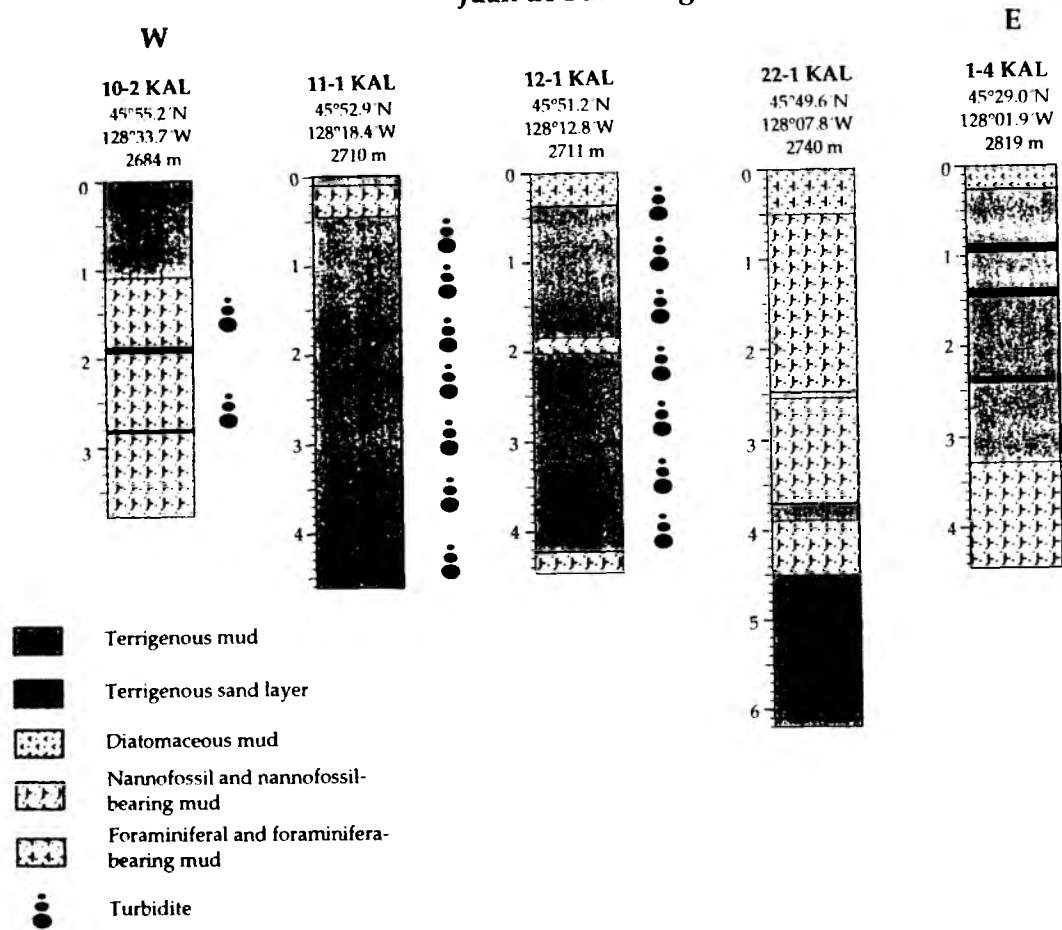 W
E
10-2 KAL
45°55.2´N
128°33.7´W
2684 m
11-1 KAL
45°52.9´N
128°18.4´W
2710 m
12-1 KAL
45°51.2´N
128°12.8´W
2711 m
22-1 KAL
45°49.6´N
128°07.8´W
2740 m
1-4 KAL
45°29.0´N
128°01.9´W
2819 m
0
1
2
3
0
1
2
3
4
0
1
2
3
4
0
1
2
3
4
5
6
0
1
2
3
4
Terrigenous mud
Terrigenous sand layer
Diatomaceous mud
Nannofossil and nannofossil-
bearing mud
Foraminiferal and foraminifera-
bearing mud
Turbidite